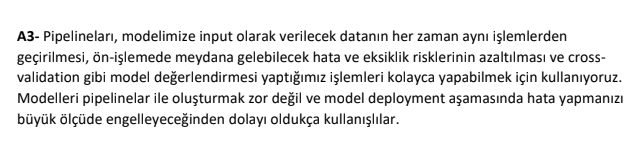 A3- Pipelineları, modelimize input olarak verilecek datanın her zaman aynı işlemlerden
geçirilmesi, ön-işlemede meydana gelebilecek hata ve eksiklik risklerinin azaltılması ve cross-
validation gibi model değerlendirmesi yaptığımız işlemleri kolayca yapabilmek için kullanıyoruz.
Modelleri pipelinelar ile oluşturmak zor değil ve model deployment aşamasında hata yapmanızı
büyük ölçüde engelleyeceğinden dolayı oldukça kullanışlılar.